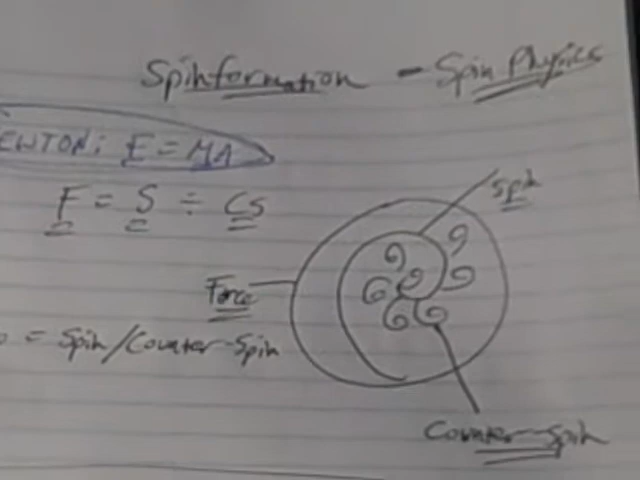 Spinformation - Spin Physics
EWTON: F = MA
F = S ÷ CS
Spin
Force
= Spin/Counter-Spin
Counter-Spin